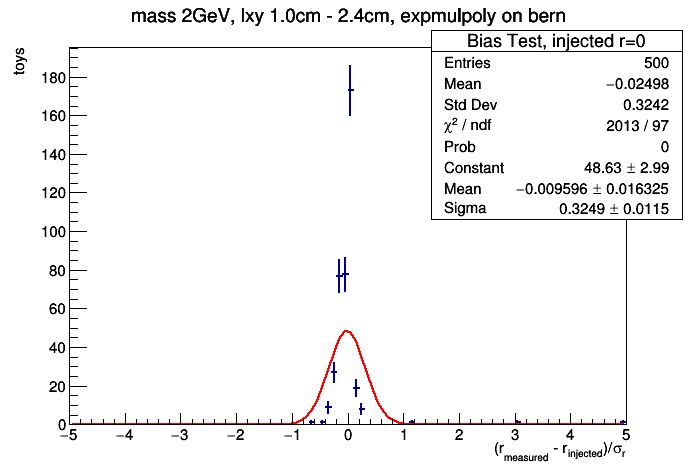 mass 2GeV, lxy 1.0cm - 2.4cm, expmulpoly on bern
toys
Bias Test, injected r=0
Entries 500
Mean −0.02498
Std Dev 0.3242
χ² / ndf 2013 / 97
Prob 0
Constant 48.63 ± 2.99
Mean −0.009596 ± 0.016325
Sigma 0.3249 ± 0.0115
180
160
140
120
100
80
60
40
20
0
−5 −4 −3 −2 −1 0 1 2 3 4 5
(r_measured - r_injected)/σ_r